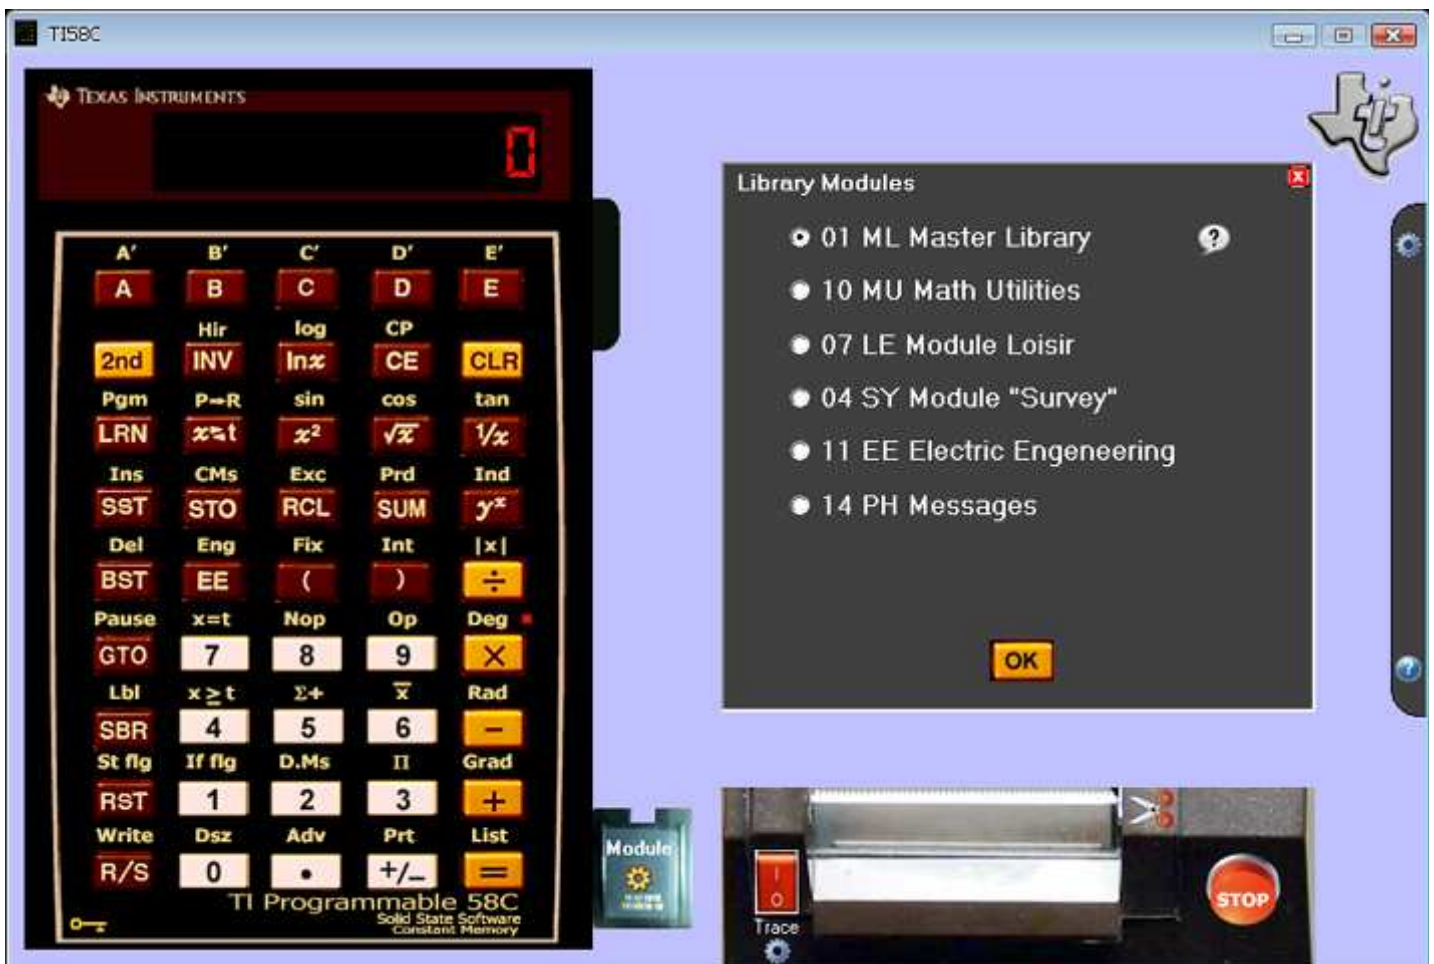 TI58C
TEXAS INSTRUMENTS
0
A' B' C' D' E'
A B C D E
Hir log CP
2nd INV lnx CE CLR
Pgm P→R sin cos tan
LRN x⇄t x² √x 1/x
Ins CMs Exc Prd Ind
SST STO RCL SUM yˣ
Del Eng Fix Int |x|
BST EE ( ) ÷
Pause x=t Nop Op Deg
GTO 7 8 9 ×
Lbl x≥t Σ+ x̅ Rad
SBR 4 5 6 −
St flg If flg D.Ms Π Grad
RST 1 2 3 +
Write Dsz Adv Prt List
R/S 0 . +/− =
TI Programmable 58C
Solid State Software
Constant Memory
Library Modules
01 ML Master Library
10 MU Math Utilities
07 LE Module Loisir
04 SY Module "Survey"
11 EE Electric Engeneering
14 PH Messages
OK
Module
I
O
Trace
STOP